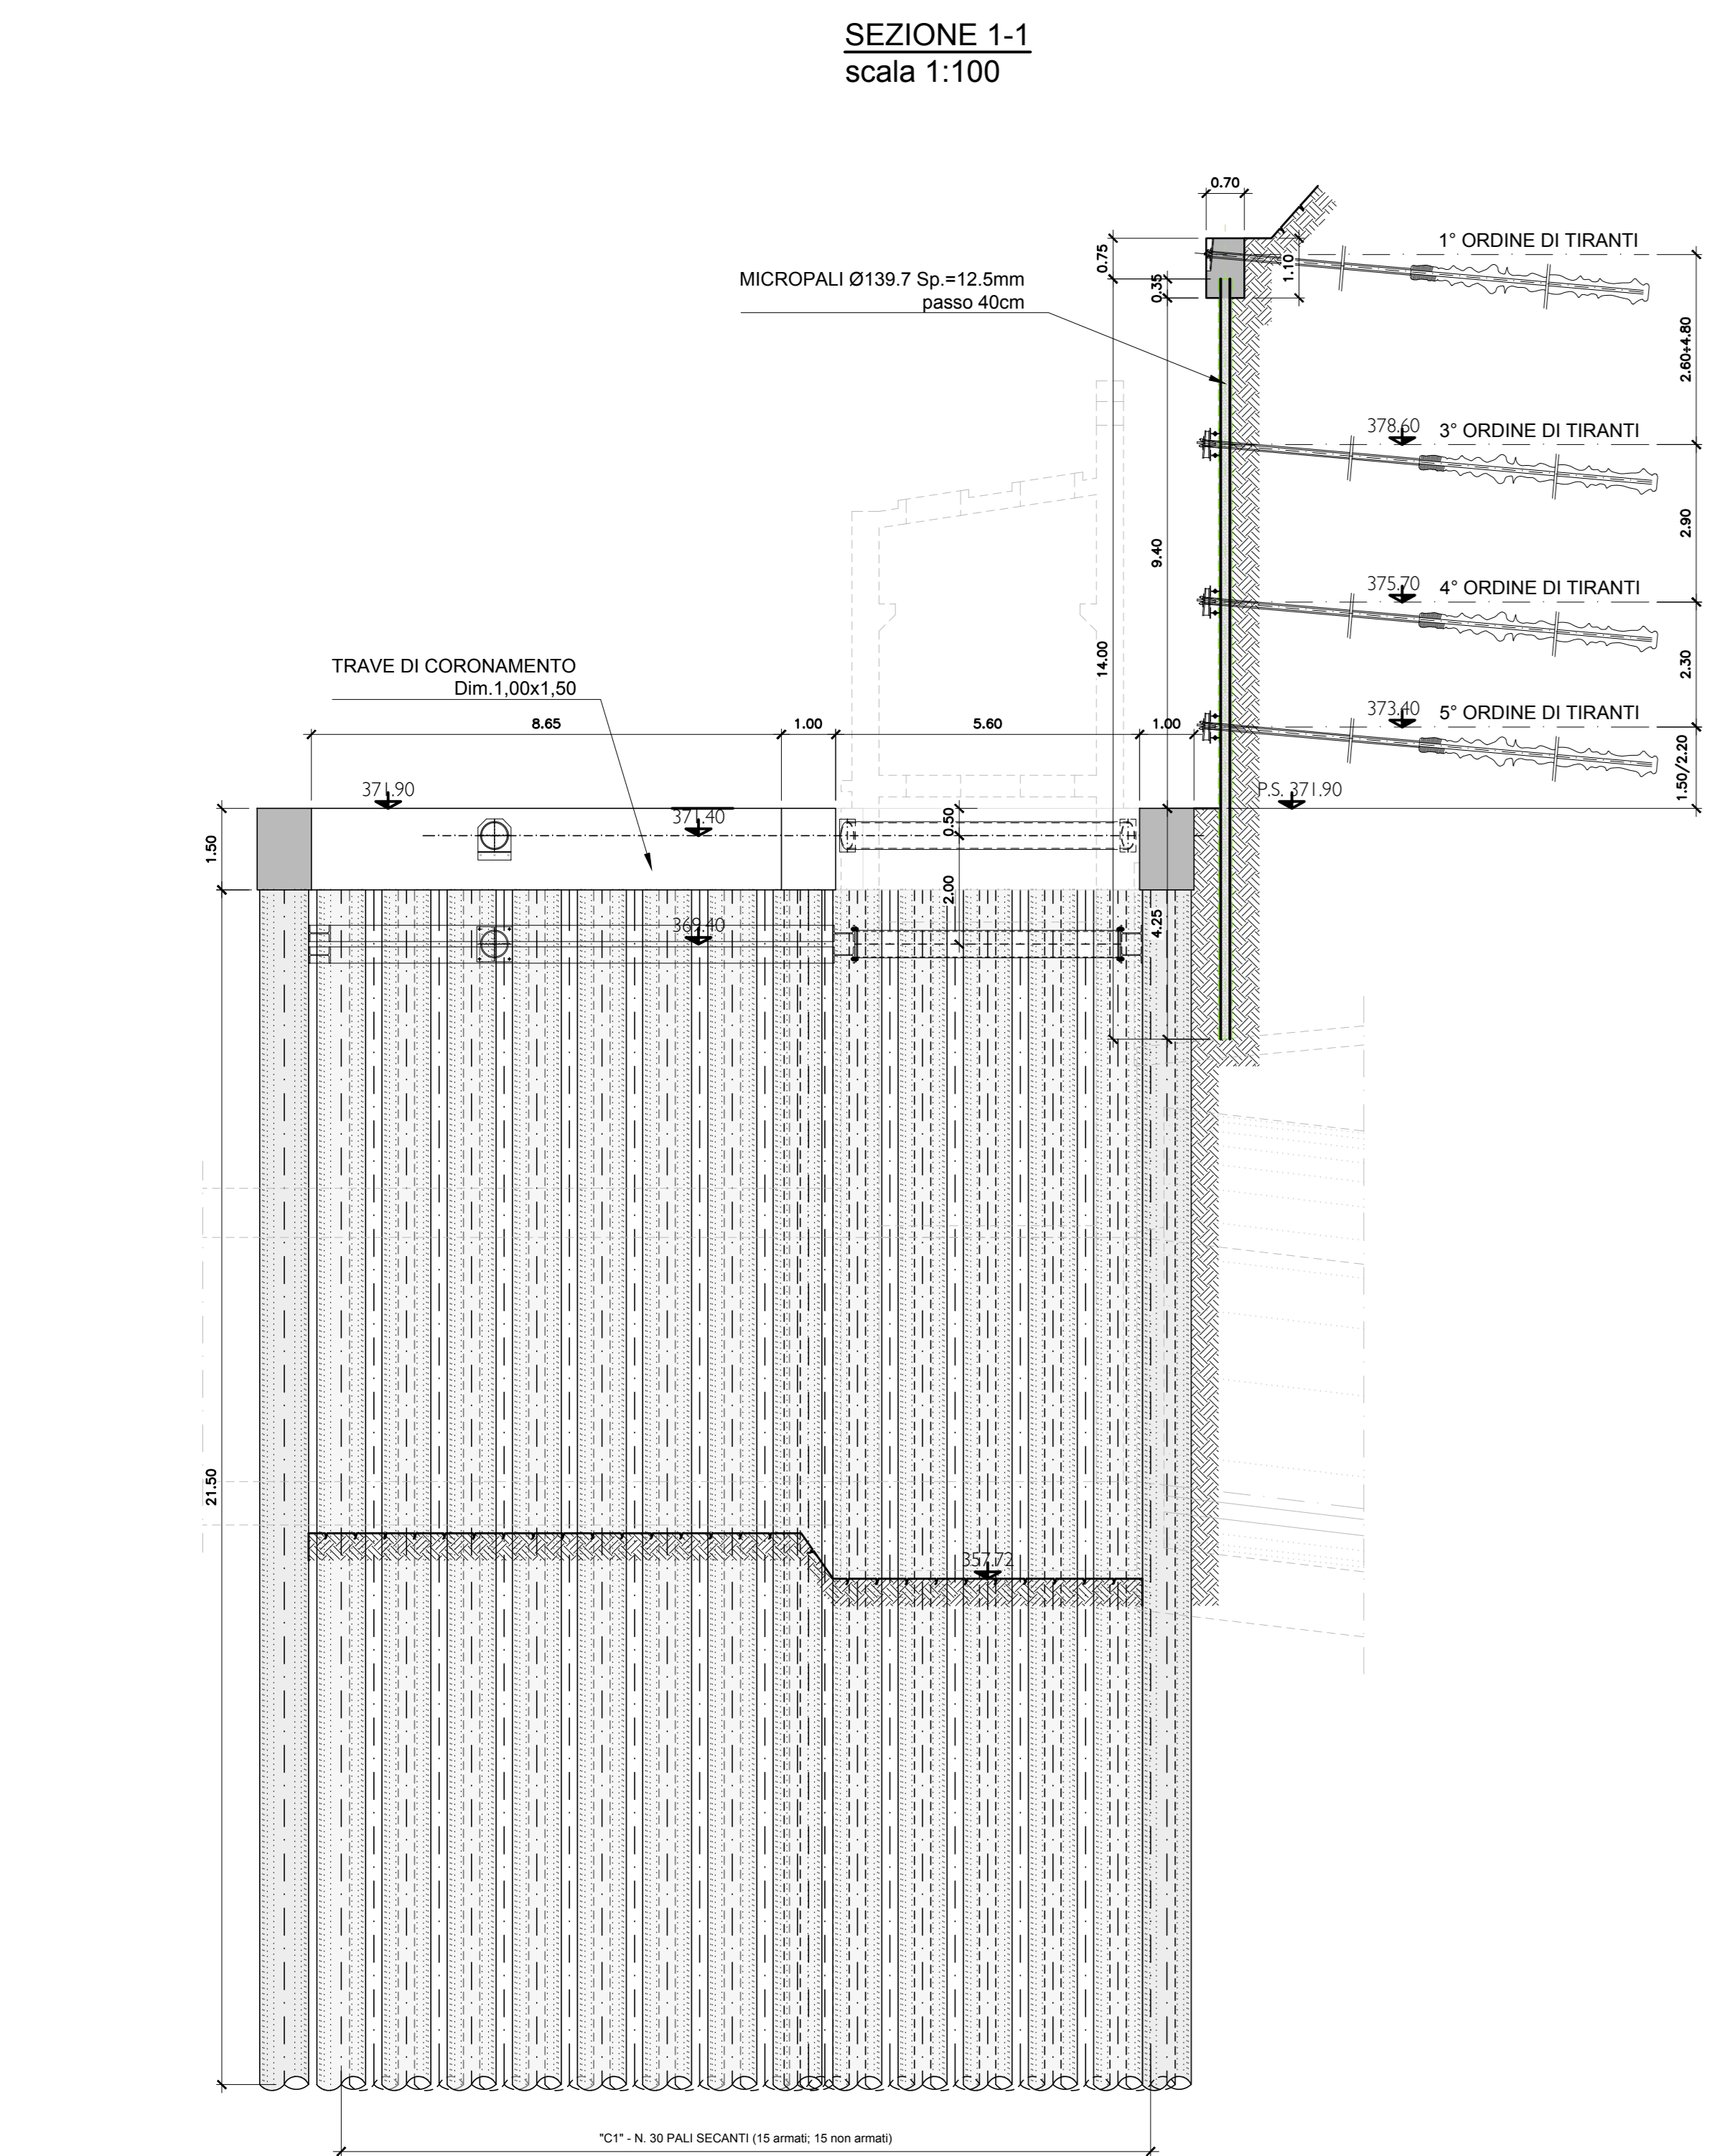 SEZIONE 1-1
scala 1:100
0.70
1° ORDINE DI TIRANTI
0.75
1.10
MICROPALI Ø139.7 Sp.=12.5mm
passo 40cm
0.35
2.60÷4.80
378.60
3° ORDINE DI TIRANTI
2.90
9.40
375.70
4° ORDINE DI TIRANTI
14.00
2.30
TRAVE DI CORONAMENTO
Dim.1,00x1,50
373.40
5° ORDINE DI TIRANTI
8.65
1.00
5.60
1.00
1.50/2.20
371.90
P.S. 371.90
371.40
0.50
1.50
2.00
4.25
369.40
21.50
357.72
"C1" - N. 30 PALI SECANTI (15 armati; 15 non armati)